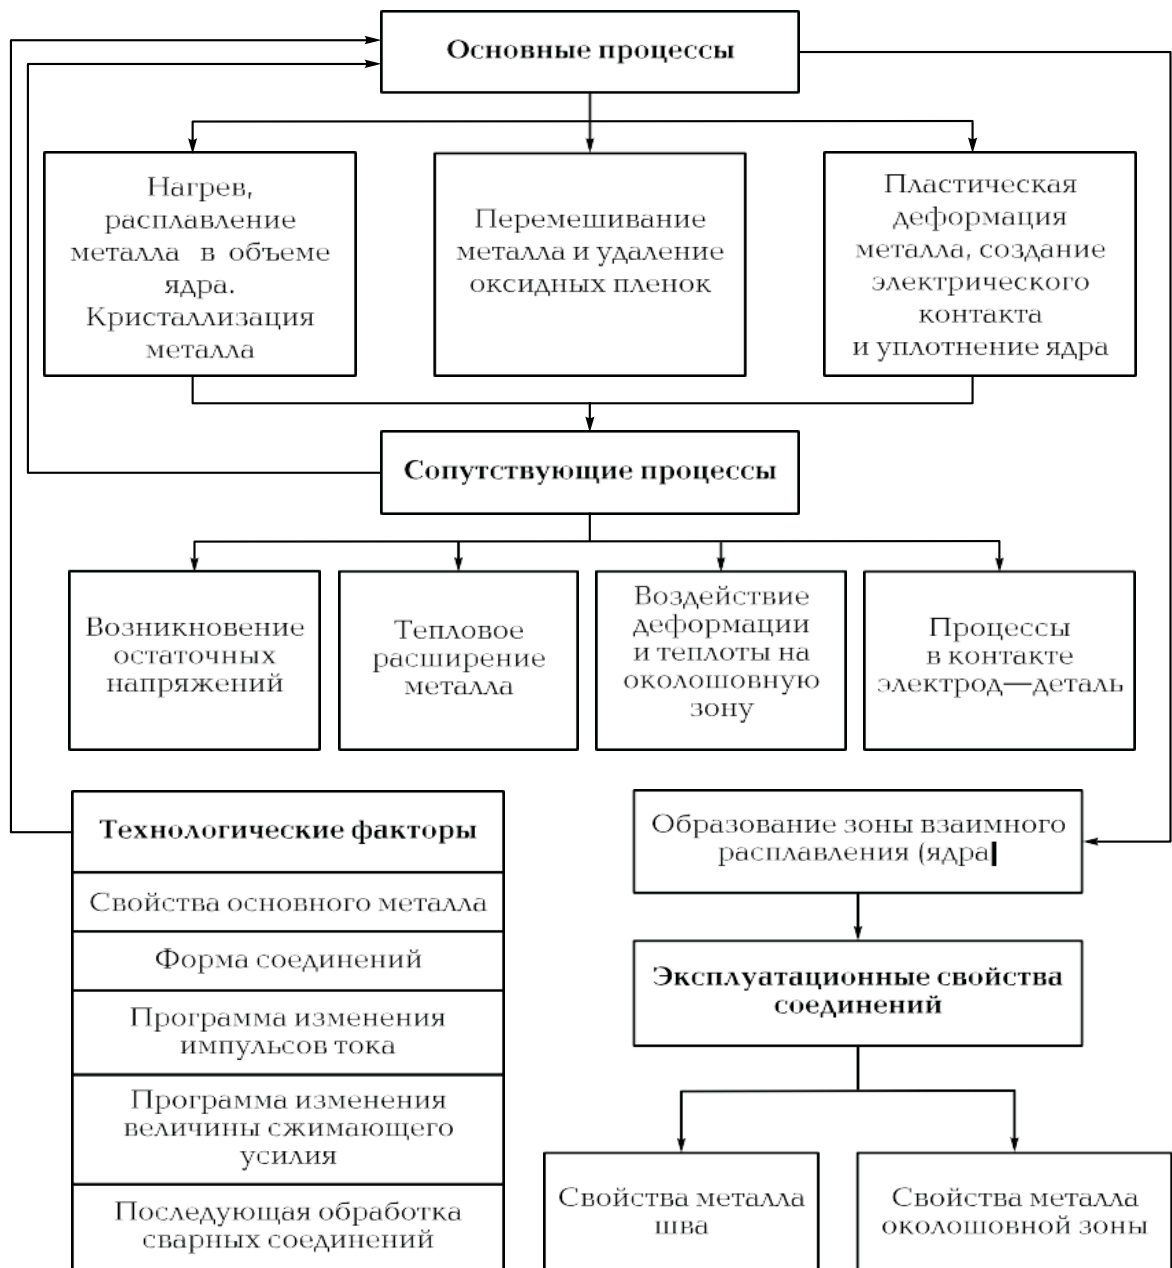 Основные процессы
Нагрев,
расплавление
металла в объеме
ядра.
Кристаллизация
металла
Перемешивание
металла и удаление
оксидных пленок
Пластическая
деформация
металла, создание
электрического
контакта
и уплотнение ядра
Сопутствующие процессы
Возникновение
остаточных
напряжений
Тепловое
расширение
металла
Воздействие
деформации
и теплоты на
околошовную
зону
Процессы
в контакте
электрод—деталь
Технологические факторы
Свойства основного металла
Форма соединений
Программа изменения
импульсов тока
Программа изменения
величины сжимающего
усилия
Последующая обработка
сварных соединений
Образование зоны взаимного
расплавления (ядра
Эксплуатационные свойства
соединений
Свойства металла
шва
Свойства металла
околошовной зоны